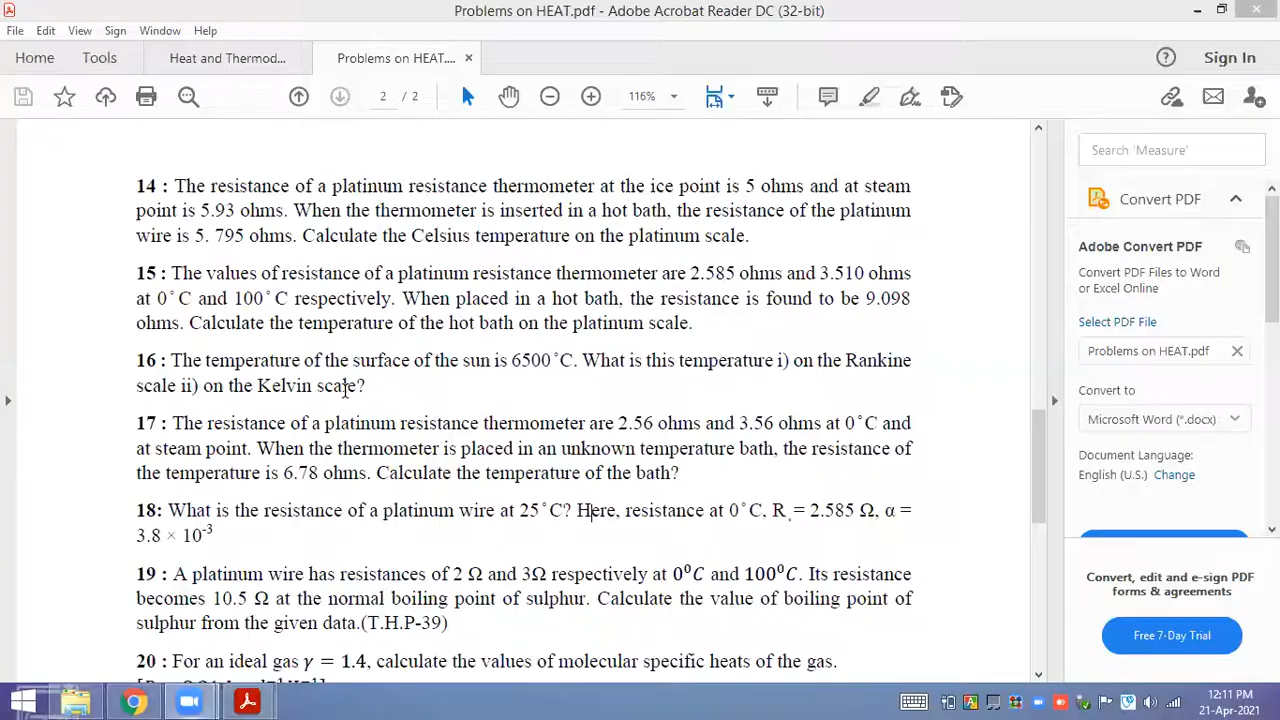 Problems on HEAT.pdf - Adobe Acrobat Reader DC (32-bit)
File Edit View Sign Window Help
Home Tools Heat and Thermod... Problems on HEAT.... × Sign In
2 / 2 116%
14 : The resistance of a platinum resistance thermometer at the ice point is 5 ohms and at steam
point is 5.93 ohms. When the thermometer is inserted in a hot bath, the resistance of the platinum
wire is 5. 795 ohms. Calculate the Celsius temperature on the platinum scale.
15 : The values of resistance of a platinum resistance thermometer are 2.585 ohms and 3.510 ohms
at 0°C and 100°C respectively. When placed in a hot bath, the resistance is found to be 9.098
ohms. Calculate the temperature of the hot bath on the platinum scale.
16 : The temperature of the surface of the sun is 6500°C. What is this temperature i) on the Rankine
scale ii) on the Kelvin scale?
17 : The resistance of a platinum resistance thermometer are 2.56 ohms and 3.56 ohms at 0°C and
at steam point. When the thermometer is placed in an unknown temperature bath, the resistance of
the temperature is 6.78 ohms. Calculate the temperature of the bath?
18: What is the resistance of a platinum wire at 25°C? Here, resistance at 0°C, R = 2.585 Ω, α =
3.8 × 10⁻³
19 : A platinum wire has resistances of 2 Ω and 3Ω respectively at 0⁰C and 100⁰C. Its resistance
becomes 10.5 Ω at the normal boiling point of sulphur. Calculate the value of boiling point of
sulphur from the given data.(T.H.P-39)
20 : For an ideal gas γ = 1.4, calculate the values of molecular specific heats of the gas.
Search 'Measure'
Convert PDF
Adobe Convert PDF
Convert PDF Files to Word
or Excel Online
Select PDF File
Problems on HEAT.pdf
Convert to
Microsoft Word (*.docx)
Document Language:
English (U.S.) Change
Convert, edit and e-sign PDF
forms & agreements
Free 7-Day Trial
12:11 PM
21-Apr-2021